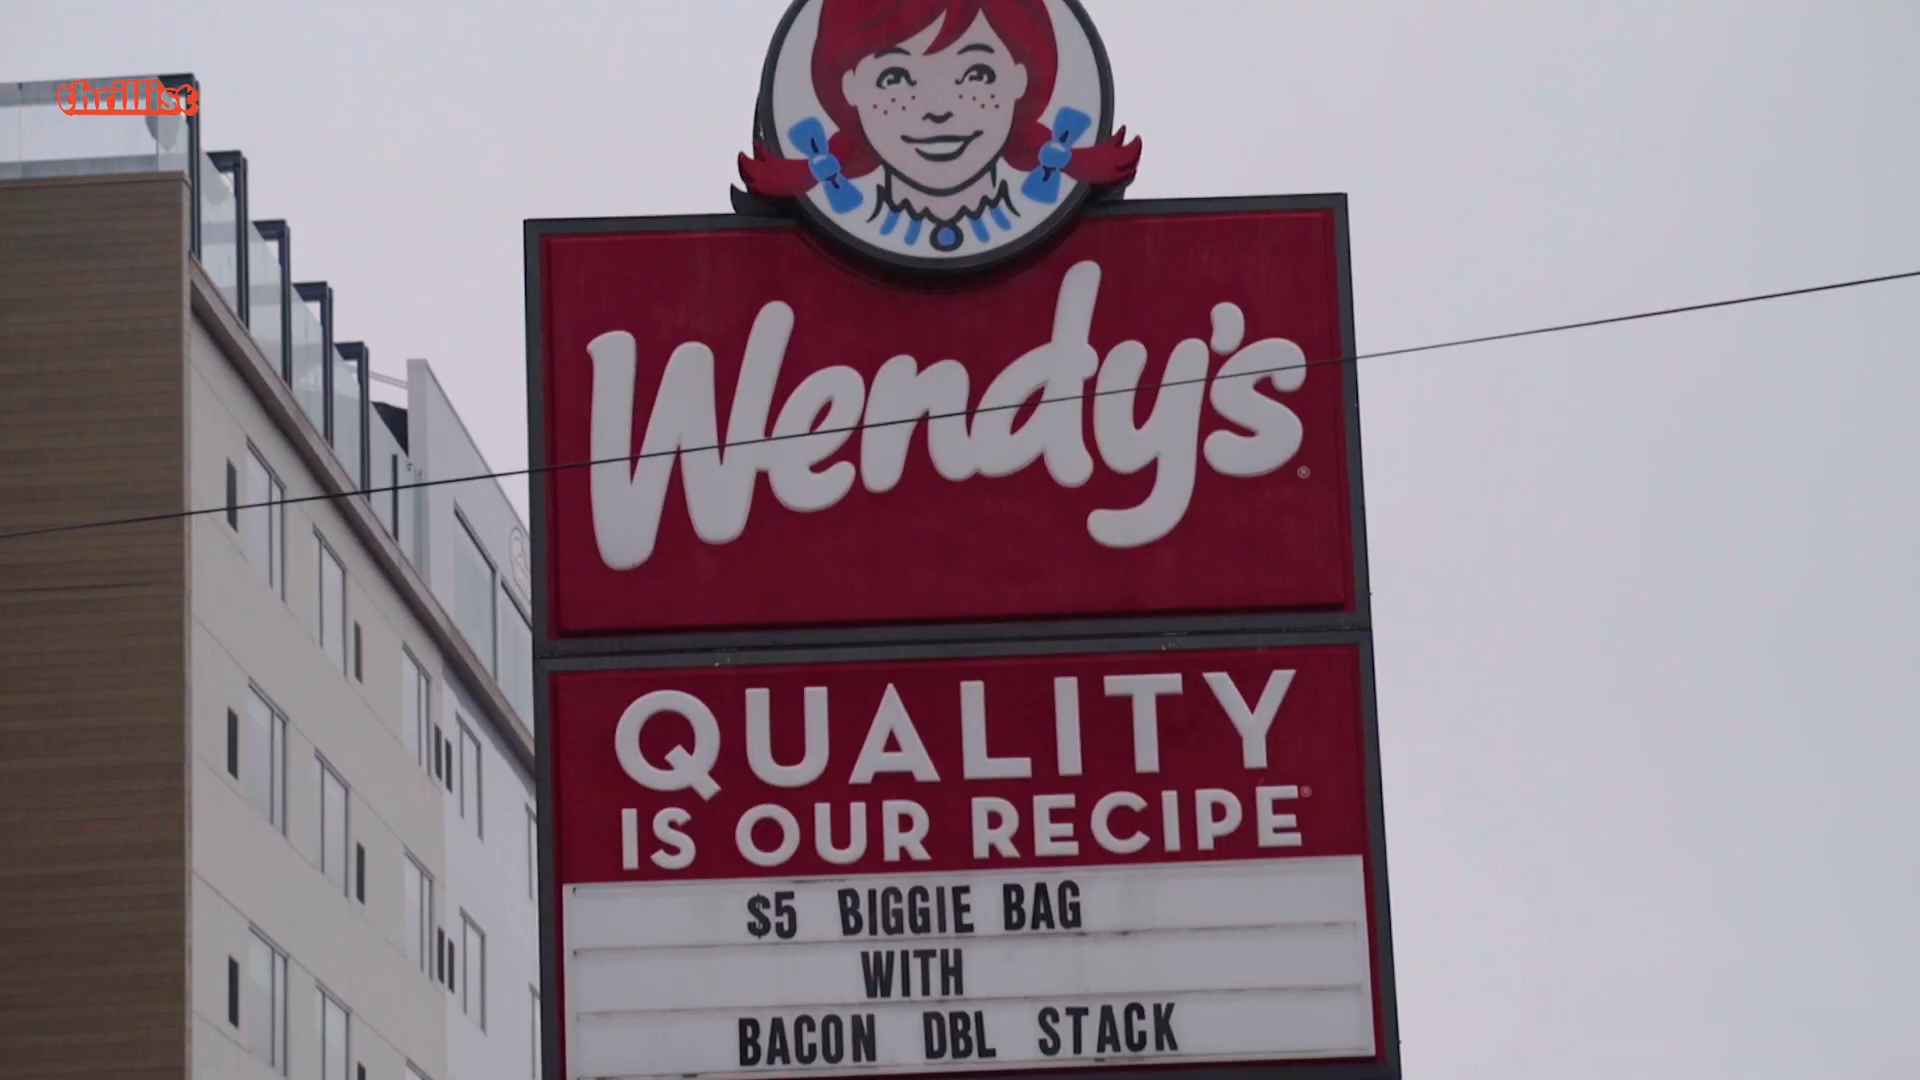 thrillist
Wendy's®
QUALITY
IS OUR RECIPE®
$5 BIGGIE BAG
WITH
BACON DBL STACK